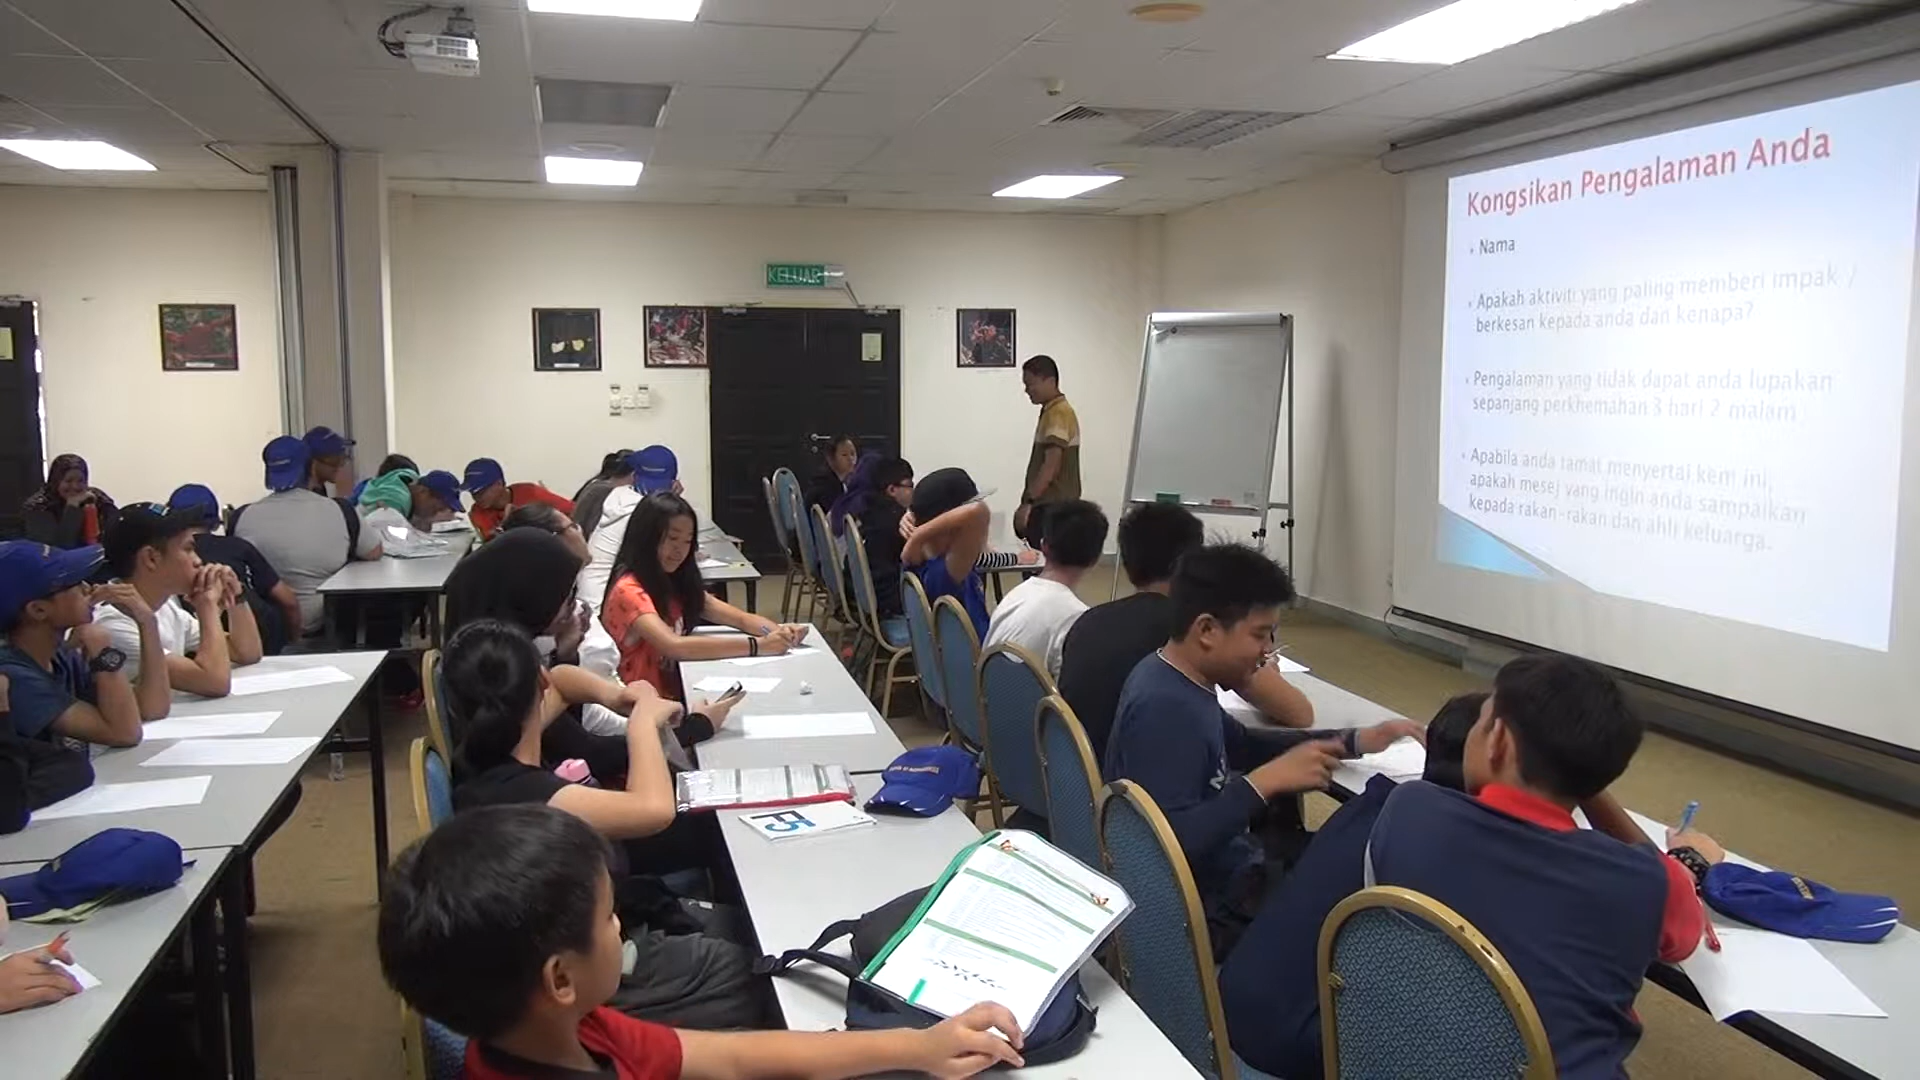 KELUAR
Kongsikan Pengalaman Anda
Nama
Apakah aktiviti yang paling memberi impak /
berkesan kepada anda dan kenapa?
Pengalaman yang tidak dapat anda lupakan
sepanjang perkhemahan 3 hari 2 malam
Apabila anda tamat menyertai kem ini,
apakah mesej yang ingin anda sampaikan
kepada rakan-rakan dan ahli keluarga.
F5